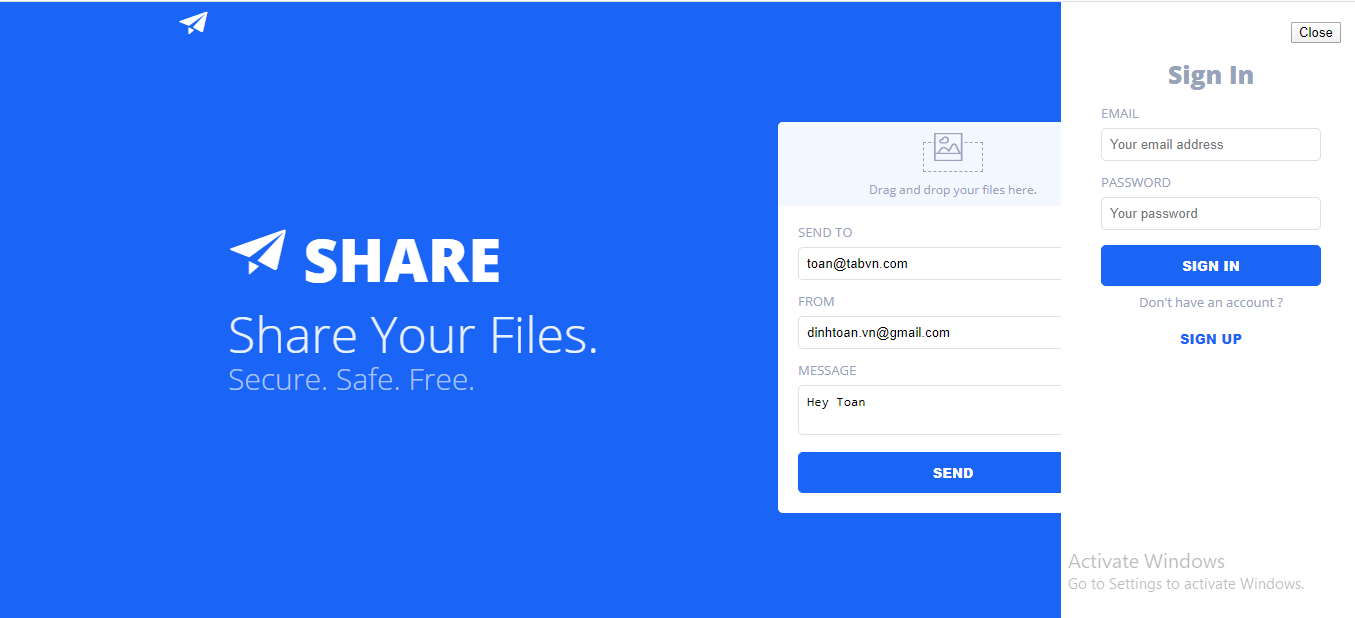 SHARE
Share Your Files.
Secure. Safe. Free.
Drag and drop your files here.
SEND TO
toan@tabvn.com
FROM
dinhtoan.vn@gmail.com
MESSAGE
Hey Toan
SEND
Close
Sign In
EMAIL
Your email address
PASSWORD
Your password
SIGN IN
Don't have an account ?
SIGN UP
Activate Windows
Go to Settings to activate Windows.